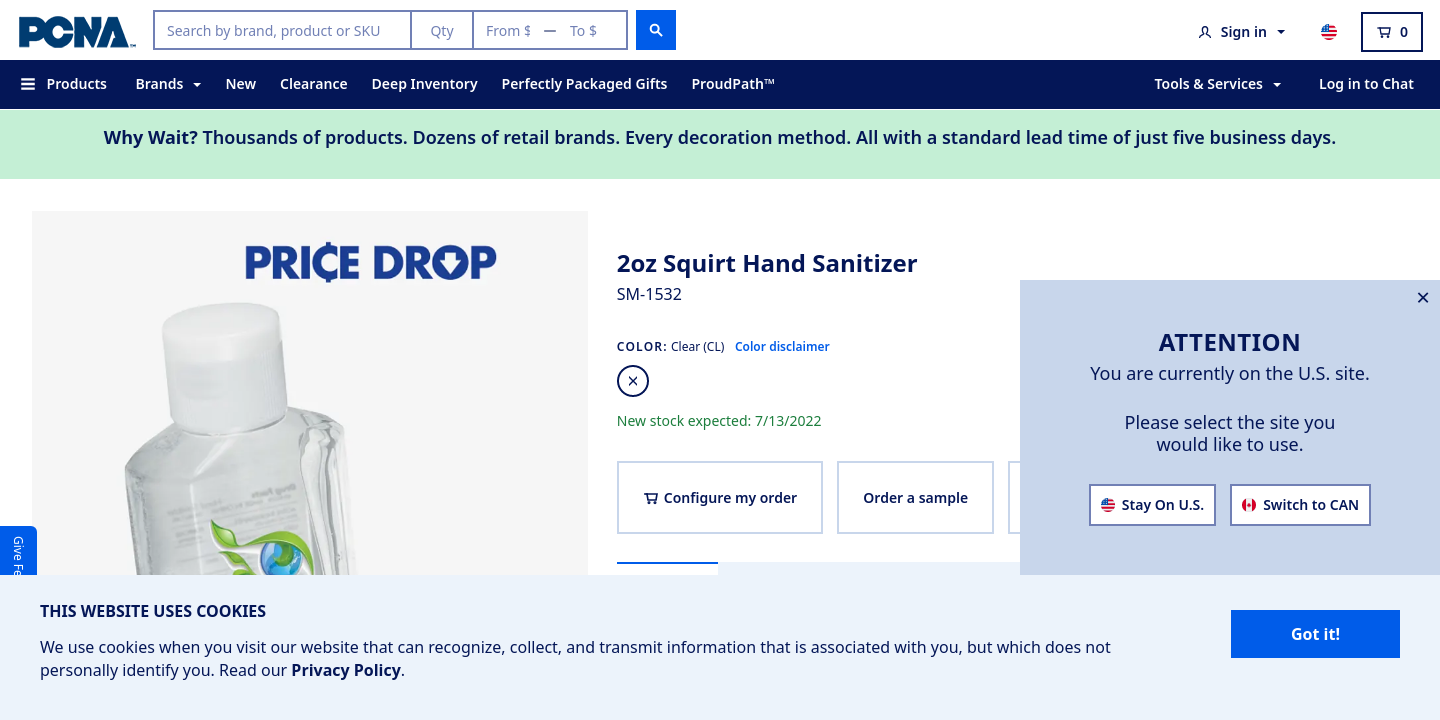 PCNA
Search by brand, product or SKU
Qty
From $ — To $
Sign in
0
Products
Brands
New
Clearance
Deep Inventory
Perfectly Packaged Gifts
ProudPath™
Tools & Services
Log in to Chat
Why Wait? Thousands of products. Dozens of retail brands. Every decoration method. All with a standard lead time of just five business days.
PRI¢E DROP
2oz Squirt Hand Sanitizer
SM-1532
COLOR: Clear (CL) Color disclaimer
New stock expected: 7/13/2022
Configure my order
Order a sample
ATTENTION
You are currently on the U.S. site.
Please select the site you
would like to use.
Stay On U.S.
Switch to CAN
Give Fe
THIS WEBSITE USES COOKIES
We use cookies when you visit our website that can recognize, collect, and transmit information that is associated with you, but which does not
personally identify you. Read our Privacy Policy.
Got it!